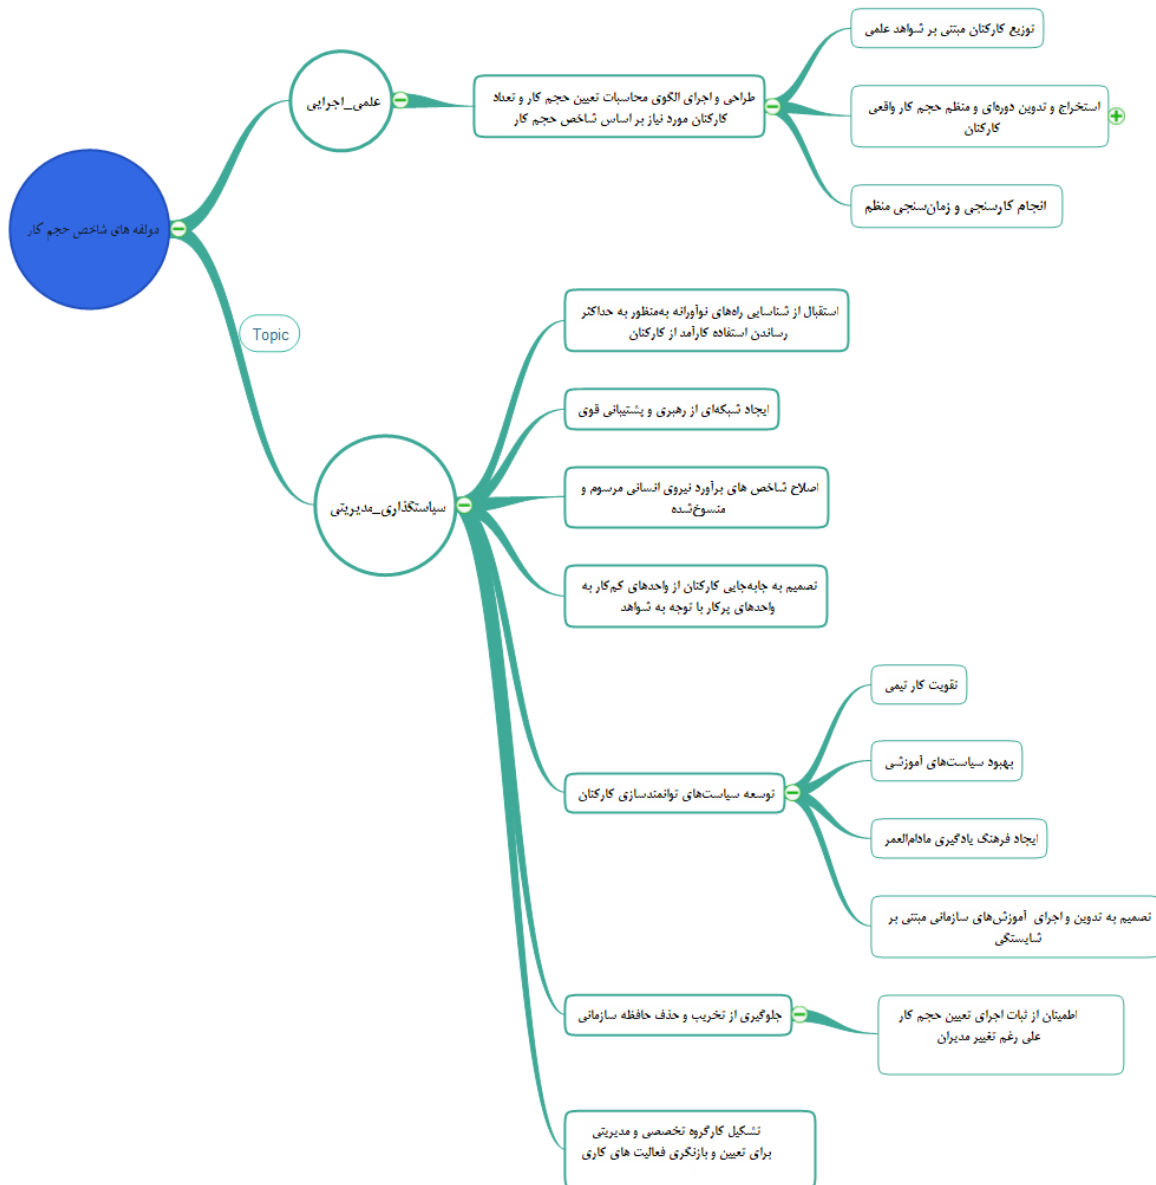 مولفه های شاخص حجم کار
علمی_اجرایی
طراحی و اجرای الگوی محاسبات تعیین حجم کار و تعداد
کارکنان مورد نیاز بر اساس شاخص حجم کار
توزیع کارکنان مبتنی بر شواهد علمی
استخراج و تدوین دوره‌ای و منظم حجم کار واقعی
کارکنان
انجام کارسنجی و زمان‌سنجی منظم
Topic
سیاستگذاری_مدیریتی
استقبال از شناسایی راه‌های نوآورانه به‌منظور به حداکثر
رساندن استفاده کارآمد از کارکنان
ایجاد شبکه‌ای از رهبری و پشتیبانی قوی
اصلاح شاخص های برآورد نیروی انسانی مرسوم و
منسوخ‌شده
تصمیم به جابه‌جایی کارکنان از واحدهای کم‌کار به
واحدهای پرکار با توجه به شواهد
توسعه سیاست‌های توانمندسازی کارکنان
تقویت کار تیمی
بهبود سیاست‌های آموزشی
ایجاد فرهنگ یادگیری مادام‌العمر
تصمیم به تدوین و اجرای آموزش‌های سازمانی مبتنی بر
شایستگی
جلوگیری از تخریب و حذف حافظه سازمانی
اطمینان از ثبات اجرای تعیین حجم کار
علی رغم تغییر مدیران
تشکیل کارگروه تخصصی و مدیریتی
برای تعیین و بازنگری فعالیت های کاری